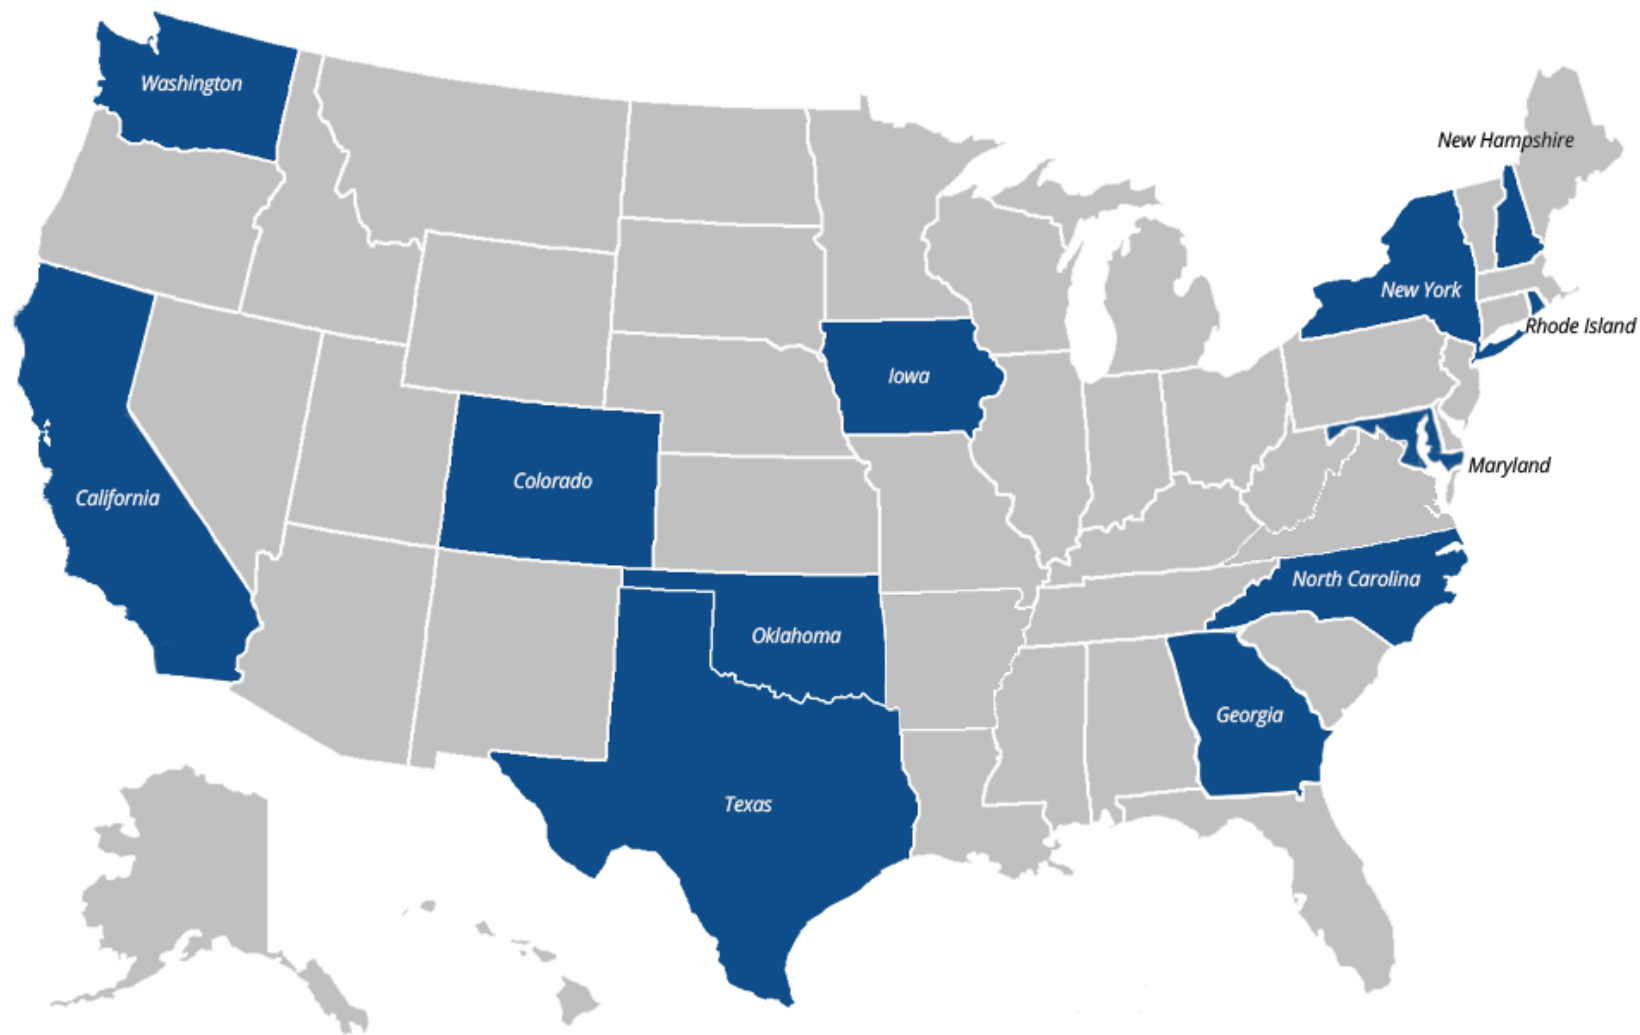 Washington
New Hampshire
New York
Rhode Island
Iowa
Maryland
Colorado
California
North Carolina
Oklahoma
Georgia
Texas